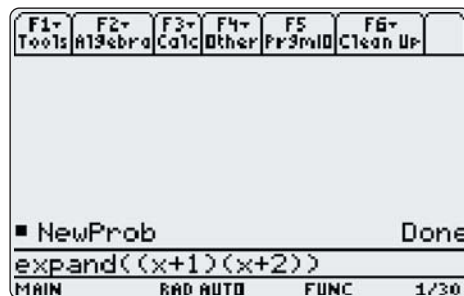 F1▾ F2▾ F3▾ F4▾ F5 F6▾
Tools Algebra Calc Other PrgmIO Clean Up
▪ NewProb Done
expand((x+1)(x+2))
MAIN RAD AUTO FUNC 1/30